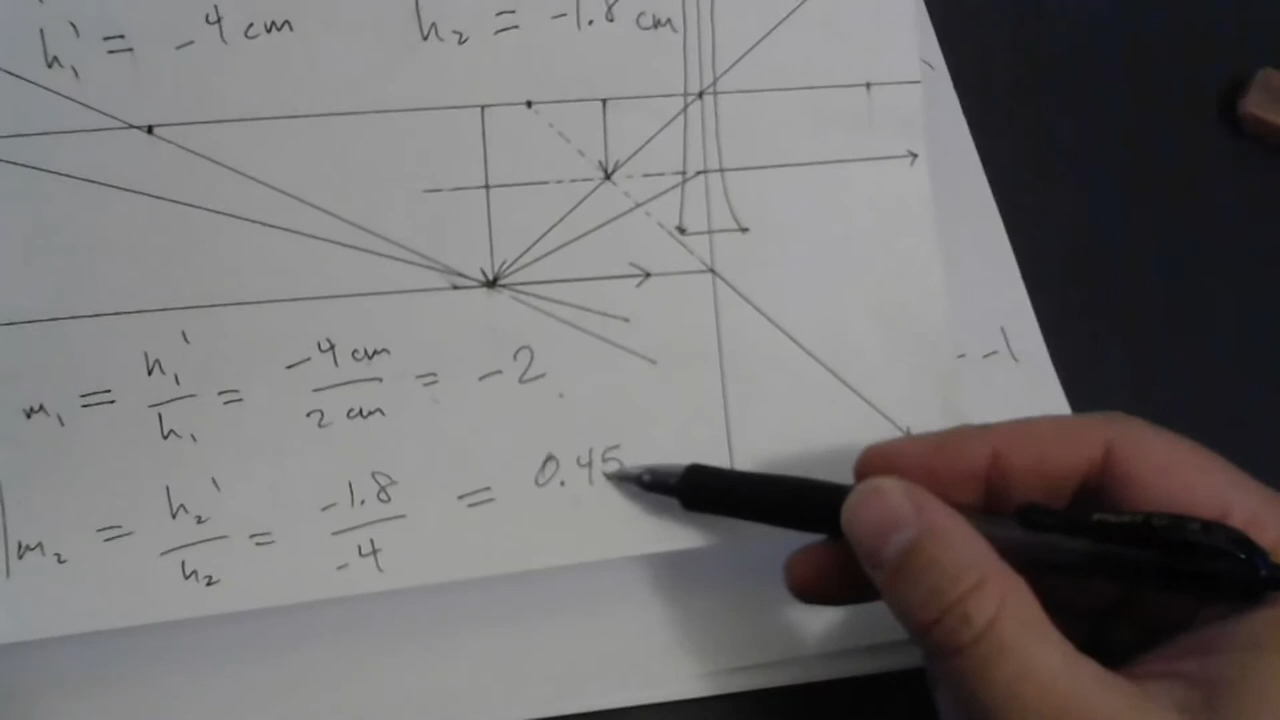 h₁' = -4 cm
h₂ = -1.8 cm
m₁ = h₁'/h₁ = -4 cm/2 cm = -2
m₂ = h₂'/h₂ = -1.8/-4 = 0.45
--1